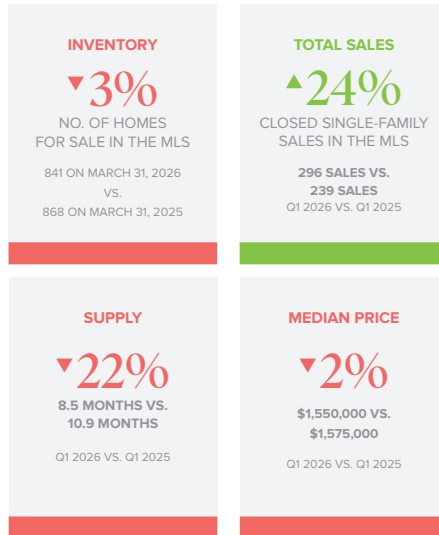 INVENTORY
▼3%
NO. OF HOMES
FOR SALE IN THE MLS
841 ON MARCH 31, 2026
VS.
868 ON MARCH 31, 2025
TOTAL SALES
▲24%
CLOSED SINGLE-FAMILY
SALES IN THE MLS
296 SALES VS.
239 SALES
Q1 2026 VS. Q1 2025
SUPPLY
▼22%
8.5 MONTHS VS.
10.9 MONTHS
Q1 2026 VS. Q1 2025
MEDIAN PRICE
▼2%
$1,550,000 VS.
$1,575,000
Q1 2026 VS. Q1 2025